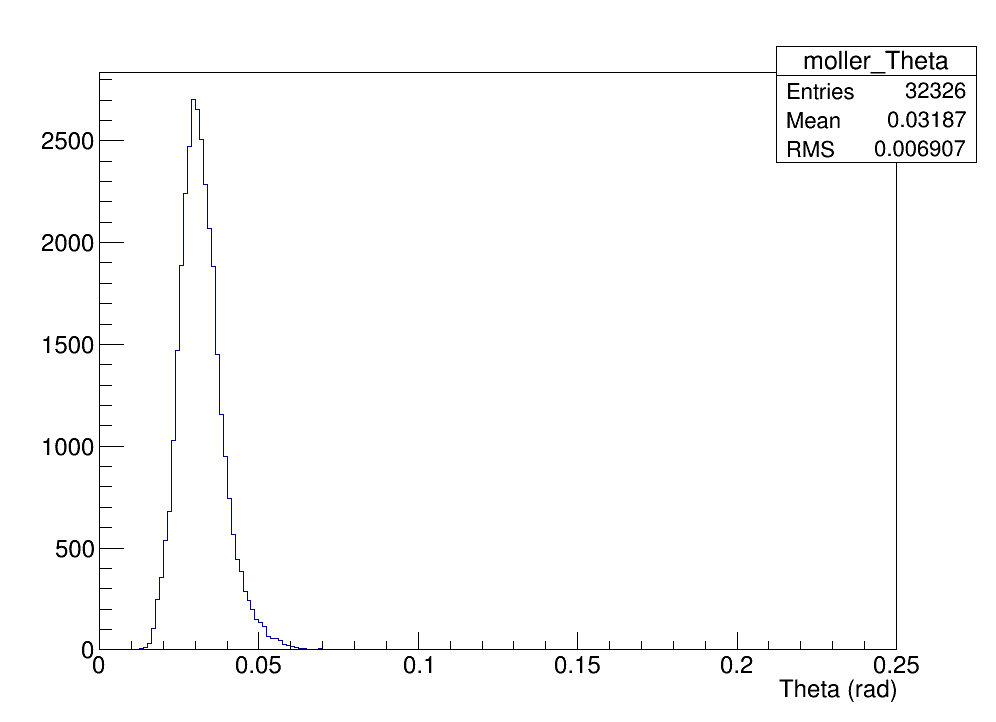 moller_Theta
Entries 32326
Mean 0.03187
RMS 0.006907
2500
2000
1500
1000
500
0
0 0.05 0.1 0.15 0.2 0.25
Theta (rad)